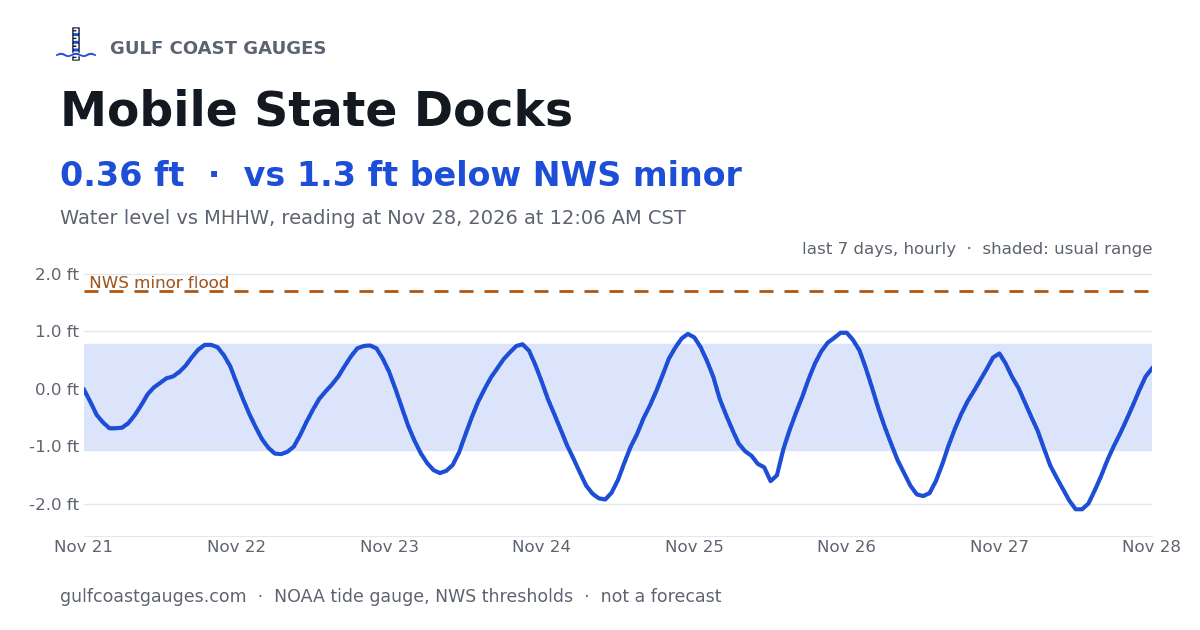 GULF COAST GAUGES
Mobile State Docks
0.36 ft · vs 1.3 ft below NWS minor
Water level vs MHHW, reading at Nov 28, 2026 at 12:06 AM CST
last 7 days, hourly · shaded: usual range
2.0 ft
NWS minor flood
1.0 ft
0.0 ft
-1.0 ft
-2.0 ft
Nov 21 Nov 22 Nov 23 Nov 24 Nov 25 Nov 26 Nov 27 Nov 28
gulfcoastgauges.com · NOAA tide gauge, NWS thresholds · not a forecast